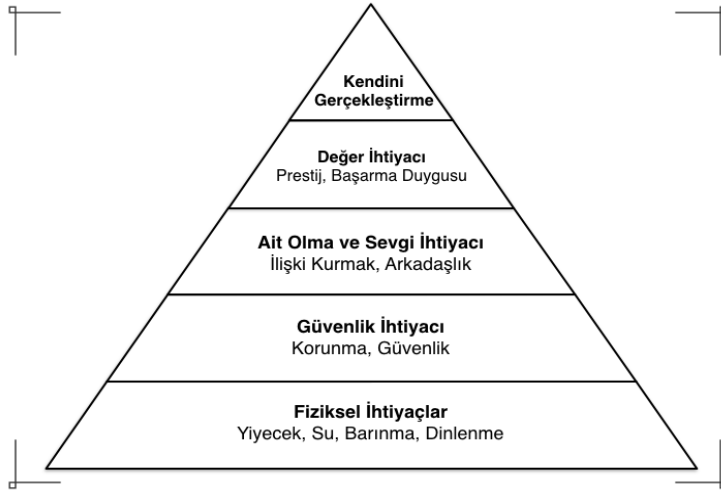 Kendini
Gerçekleştirme
Değer İhtiyacı
Prestij, Başarma Duygusu
Ait Olma ve Sevgi İhtiyacı
İlişki Kurmak, Arkadaşlık
Güvenlik İhtiyacı
Korunma, Güvenlik
Fiziksel İhtiyaçlar
Yiyecek, Su, Barınma, Dinlenme